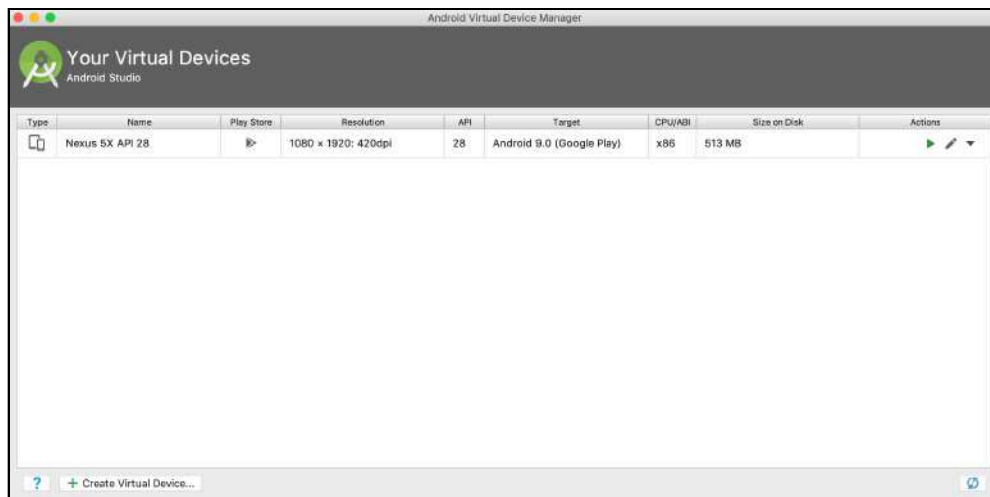 Android Virtual Device Manager
Your Virtual Devices
Android Studio
Type Name Play Store Resolution API Target CPU/ABI Size on Disk Actions
Nexus 5X API 28 1080 × 1920: 420dpi 28 Android 9.0 (Google Play) x86 513 MB
? + Create Virtual Device...